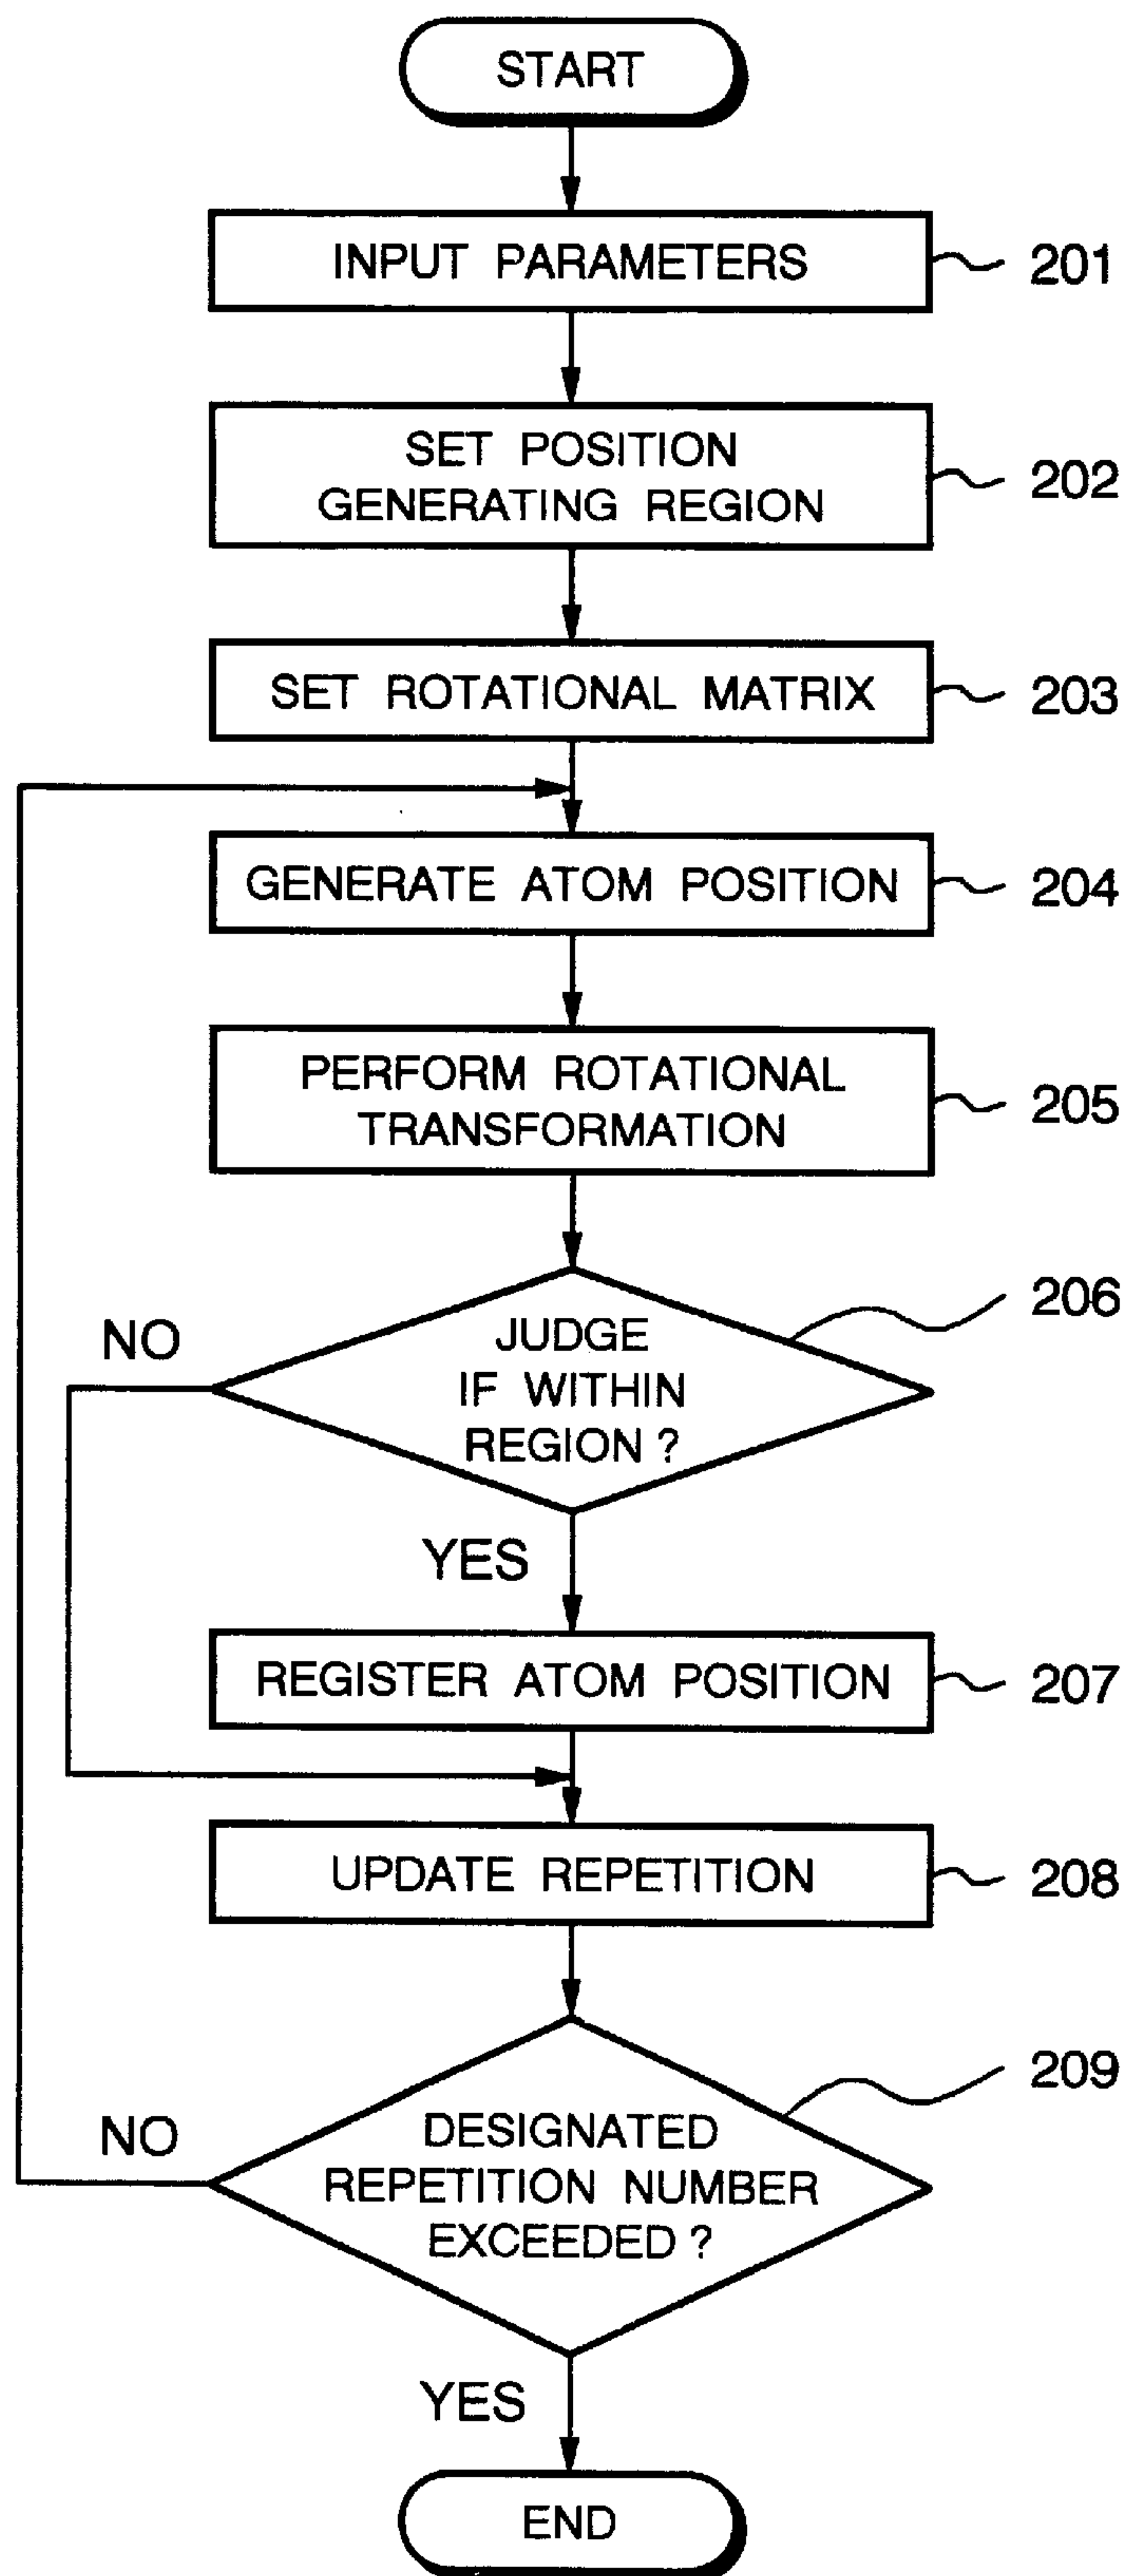 START
INPUT PARAMETERS
201
SET POSITION
GENERATING REGION
202
SET ROTATIONAL MATRIX
203
GENERATE ATOM POSITION
204
PERFORM ROTATIONAL
TRANSFORMATION
205
206
NO
JUDGE
IF WITHIN
REGION ?
YES
REGISTER ATOM POSITION
207
UPDATE REPETITION
208
209
NO
DESIGNATED
REPETITION NUMBER
EXCEEDED ?
YES
END